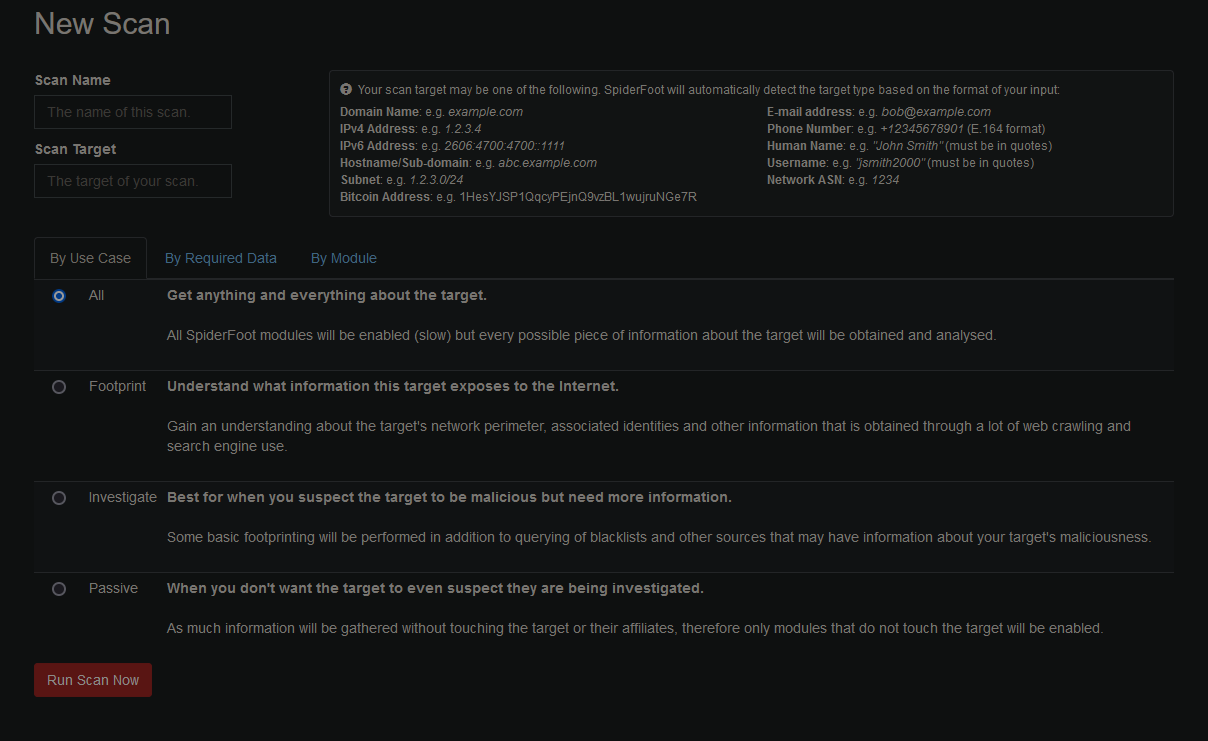 New Scan
Scan Name
The name of this scan.
Scan Target
The target of your scan.
Your scan target may be one of the following. SpiderFoot will automatically detect the target type based on the format of your input:
Domain Name: e.g. example.com
IPv4 Address: e.g. 1.2.3.4
IPv6 Address: e.g. 2606:4700:4700::1111
Hostname/Sub-domain: e.g. abc.example.com
Subnet: e.g. 1.2.3.0/24
Bitcoin Address: e.g. 1HesYJSP1QqcyPEjnQ9vzBL1wujruNGe7R
E-mail address: e.g. bob@example.com
Phone Number: e.g. +12345678901 (E.164 format)
Human Name: e.g. "John Smith" (must be in quotes)
Username: e.g. "jsmith2000" (must be in quotes)
Network ASN: e.g. 1234
By Use Case
By Required Data
By Module
All
Get anything and everything about the target.
All SpiderFoot modules will be enabled (slow) but every possible piece of information about the target will be obtained and analysed.
Footprint
Understand what information this target exposes to the Internet.
Gain an understanding about the target's network perimeter, associated identities and other information that is obtained through a lot of web crawling and
search engine use.
Investigate
Best for when you suspect the target to be malicious but need more information.
Some basic footprinting will be performed in addition to querying of blacklists and other sources that may have information about your target's maliciousness.
Passive
When you don't want the target to even suspect they are being investigated.
As much information will be gathered without touching the target or their affiliates, therefore only modules that do not touch the target will be enabled.
Run Scan Now